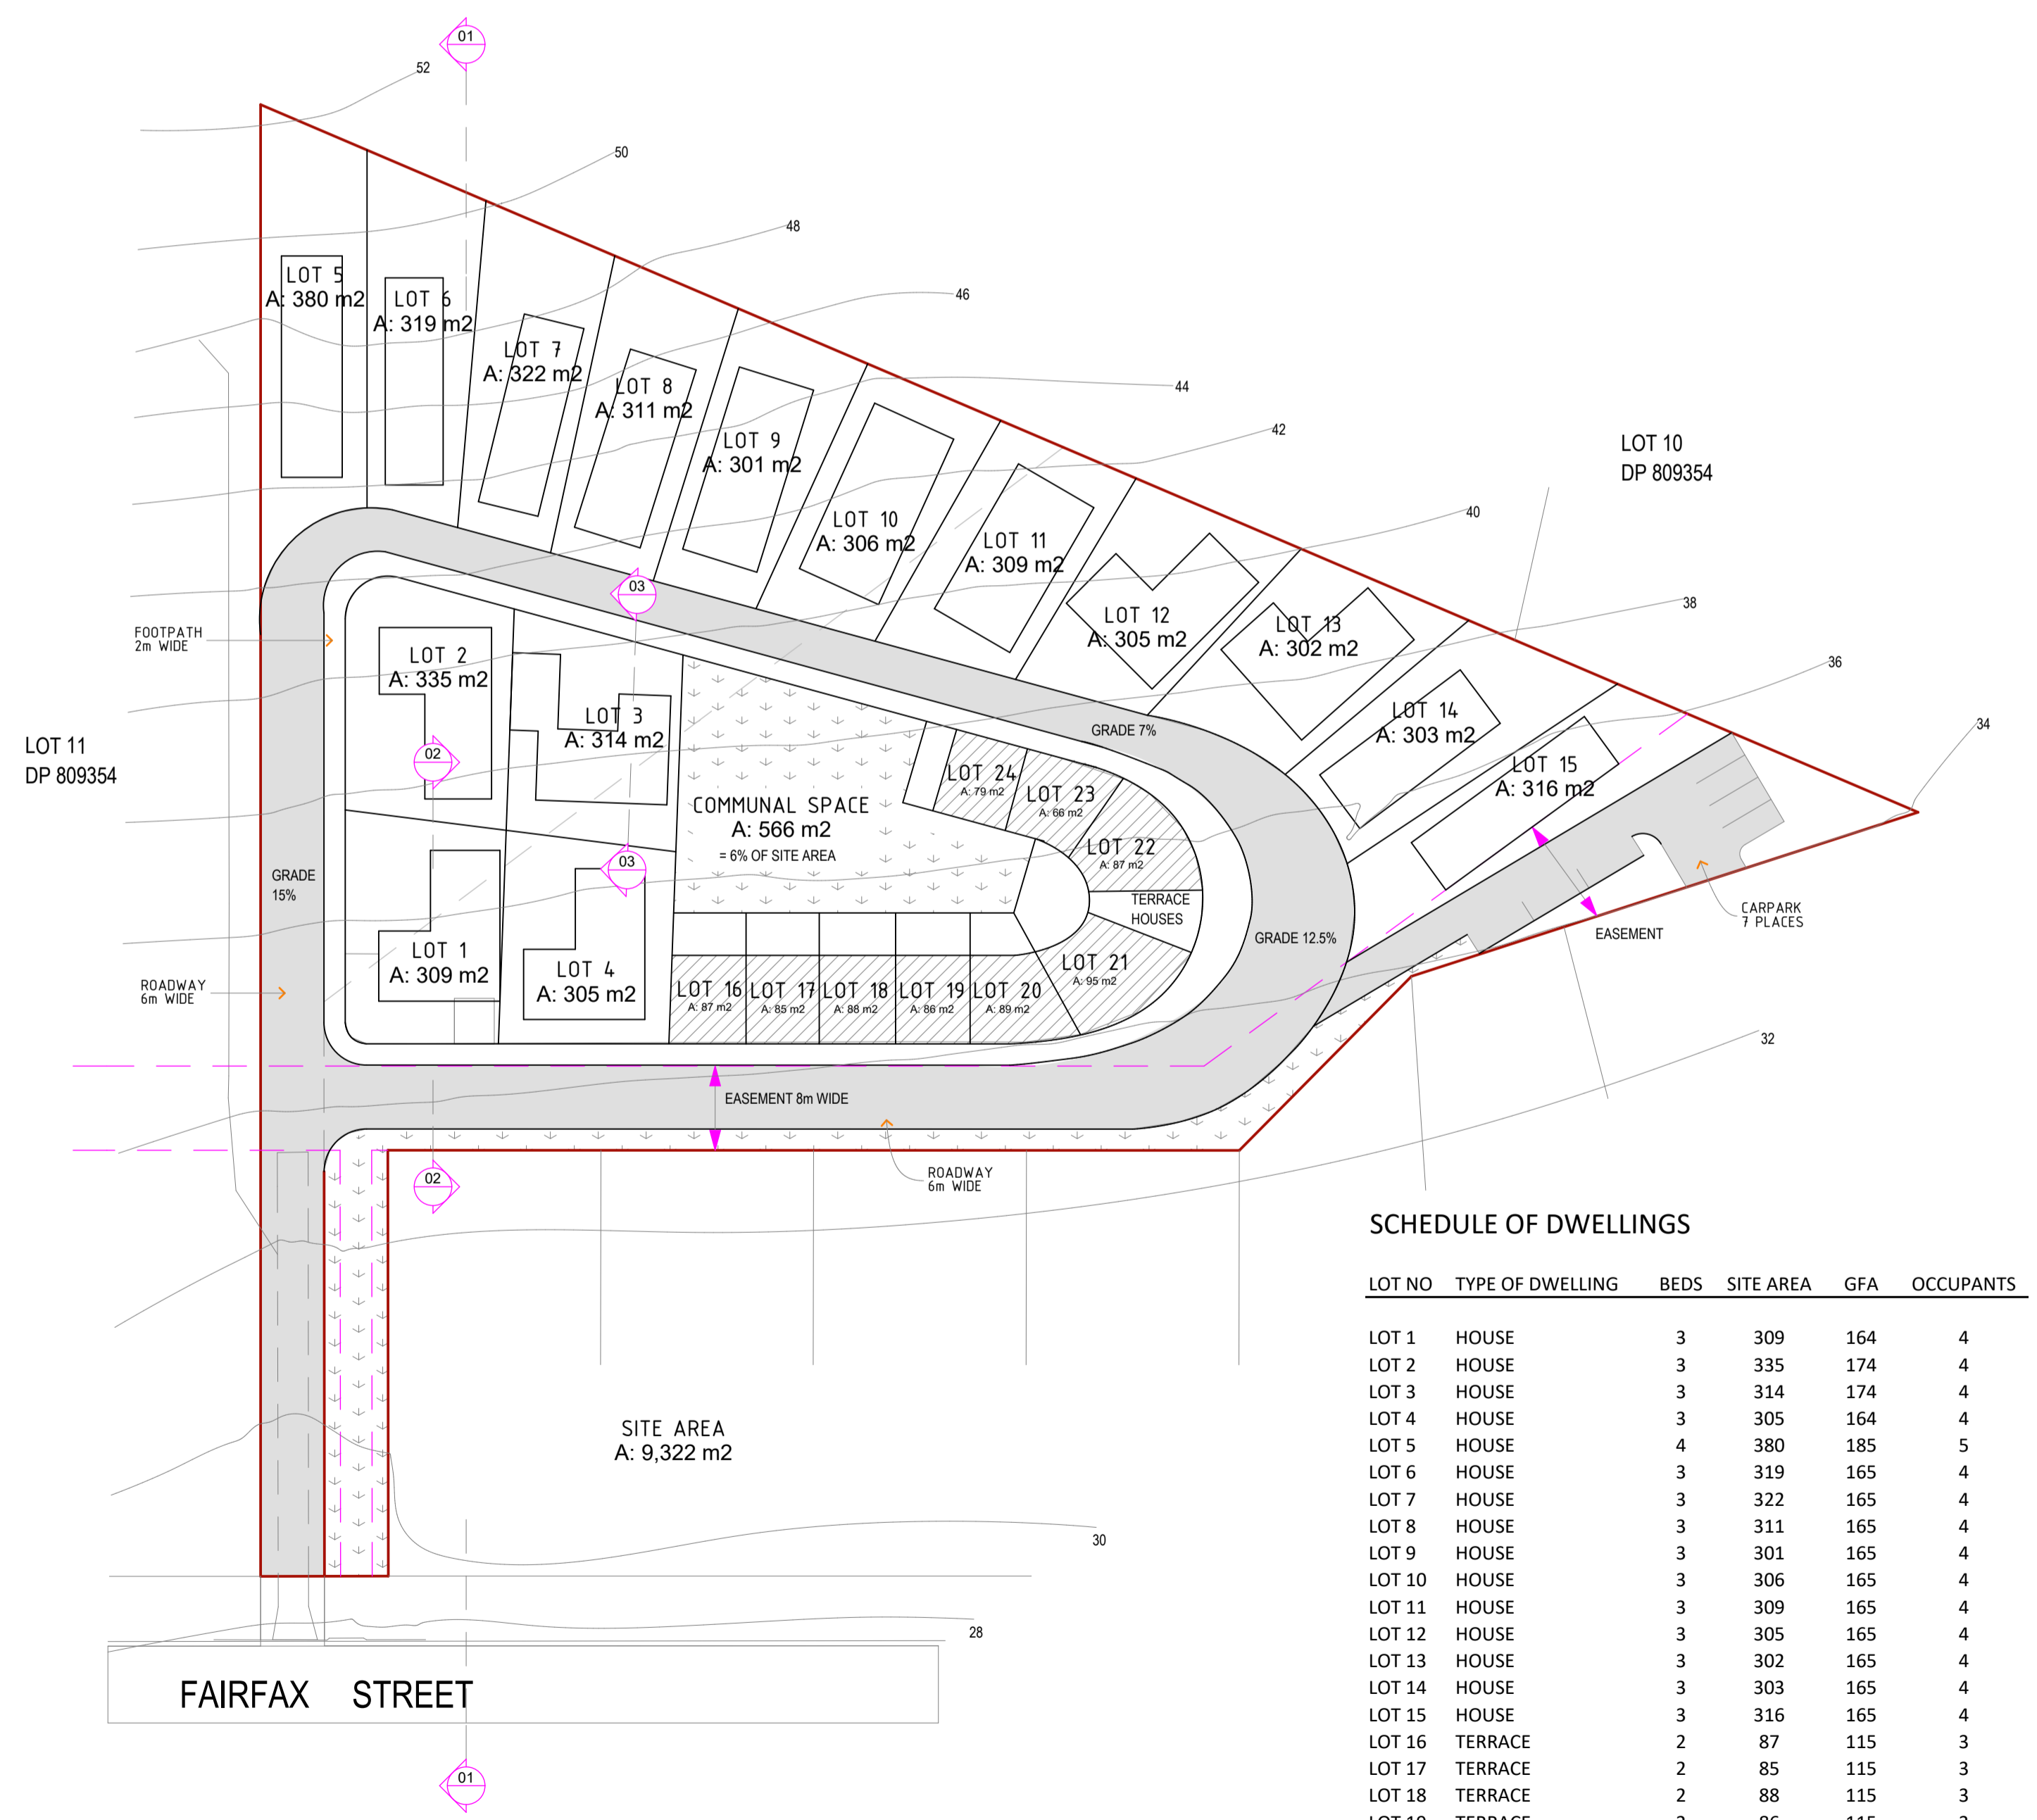 01
52
50
48
46
44
42
40
38
36
34
32
30
28
LOT 5
A: 380 m2
LOT 6
A: 319 m2
LOT 7
A: 322 m2
LOT 8
A: 311 m2
LOT 9
A: 301 m2
LOT 10
A: 306 m2
LOT 11
A: 309 m2
LOT 12
A: 305 m2
LOT 13
A: 302 m2
LOT 14
A: 303 m2
LOT 15
A: 316 m2
LOT 10
DP 809354
LOT 11
DP 809354
FOOTPATH
2m WIDE
03
LOT 2
A: 335 m2
LOT 3
A: 314 m2
02
GRADE 7%
LOT 24
A: 79 m2
LOT 23
A: 66 m2
LOT 22
A: 87 m2
COMMUNAL SPACE
A: 566 m2
= 6% OF SITE AREA
03
GRADE
15%
TERRACE
HOUSES
CARPARK
7 PLACES
EASEMENT
GRADE 12.5%
LOT 1
A: 309 m2
LOT 4
A: 305 m2
LOT 21
A: 95 m2
LOT 16
A: 87 m2
LOT 17
A: 85 m2
LOT 18
A: 88 m2
LOT 19
A: 86 m2
LOT 20
A: 89 m2
ROADWAY
6m WIDE
EASEMENT 8m WIDE
02
ROADWAY
6m WIDE
SITE AREA
A: 9,322 m2
FAIRFAX STREET
01
SCHEDULE OF DWELLINGS
LOT NO TYPE OF DWELLING BEDS SITE AREA GFA OCCUPANTS
LOT 1 HOUSE 3 309 164 4
LOT 2 HOUSE 3 335 174 4
LOT 3 HOUSE 3 314 174 4
LOT 4 HOUSE 3 305 164 4
LOT 5 HOUSE 4 380 185 5
LOT 6 HOUSE 3 319 165 4
LOT 7 HOUSE 3 322 165 4
LOT 8 HOUSE 3 311 165 4
LOT 9 HOUSE 3 301 165 4
LOT 10 HOUSE 3 306 165 4
LOT 11 HOUSE 3 309 165 4
LOT 12 HOUSE 3 305 165 4
LOT 13 HOUSE 3 302 165 4
LOT 14 HOUSE 3 303 165 4
LOT 15 HOUSE 3 316 165 4
LOT 16 TERRACE 2 87 115 3
LOT 17 TERRACE 2 85 115 3
LOT 18 TERRACE 2 88 115 3